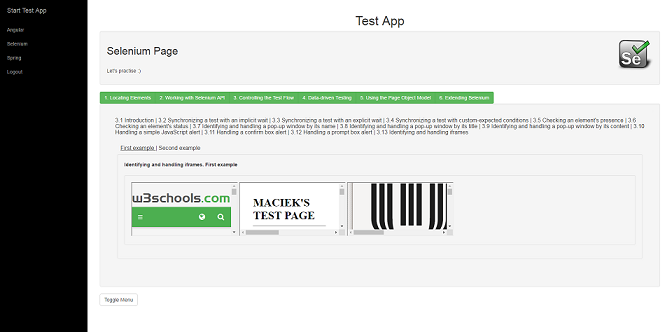 Start Test App
Angular
Selenium
Spring
Logout
Test App
Selenium Page
Let's practise :)
Se
1. Locating Elements 2. Working with Selenium API 3. Controlling the Test Flow 4. Data-driven Testing 5. Using the Page Object Model 6. Extending Selenium
3.1 Introduction | 3.2 Synchronizing a test with an implicit wait | 3.3 Synchronizing a test with an explicit wait | 3.4 Synchronizing a test with custom-expected conditions | 3.5 Checking an element's presence | 3.6
Checking an element's status | 3.7 Identifying and handling a pop-up window by its name | 3.8 Identifying and handling a pop-up window by its title | 3.9 Identifying and handling a pop-up window by its content | 3.10
Handling a simple JavaScript alert | 3.11 Handling a confirm box alert | 3.12 Handling a prompt box alert | 3.13 Identifying and handling iframes
First example | Second example
Identifying and handling iframes. First example
w3schools.com
MACIEK'S
TEST PAGE
Toggle Menu